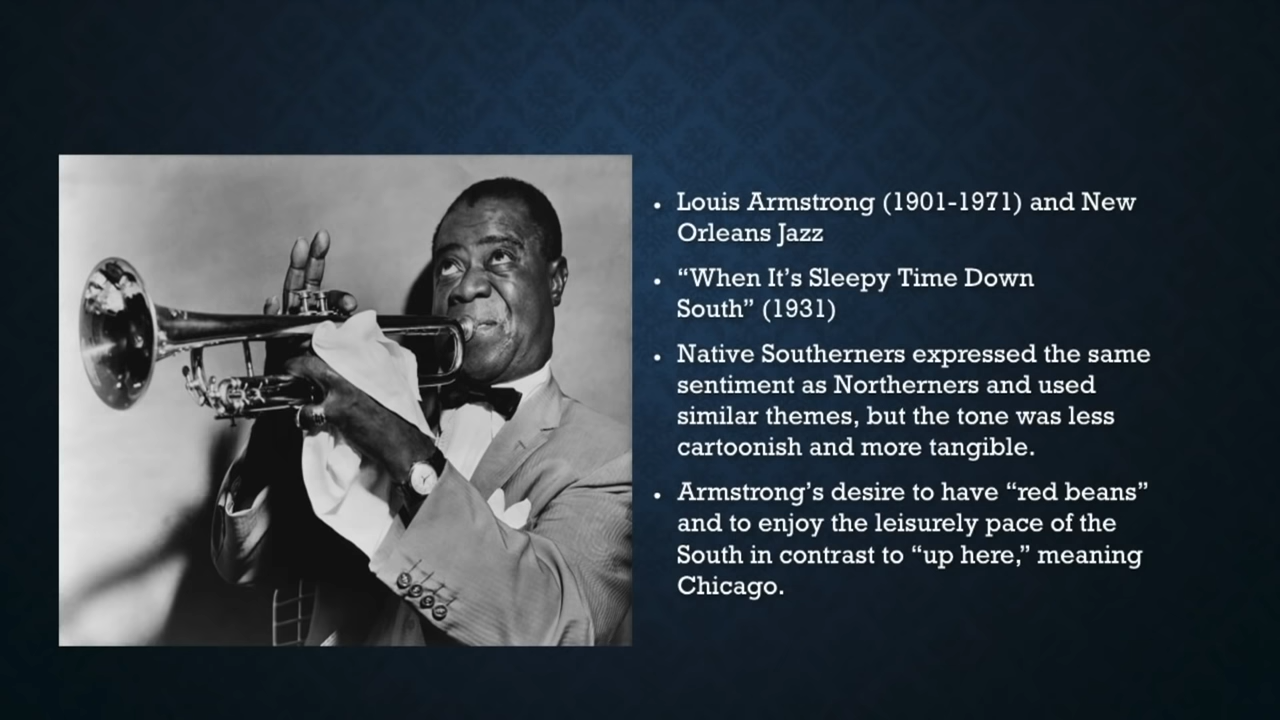 Louis Armstrong (1901-1971) and New
Orleans Jazz
“When It’s Sleepy Time Down
South” (1931)
Native Southerners expressed the same
sentiment as Northerners and used
similar themes, but the tone was less
cartoonish and more tangible.
Armstrong’s desire to have “red beans”
and to enjoy the leisurely pace of the
South in contrast to “up here,” meaning
Chicago.